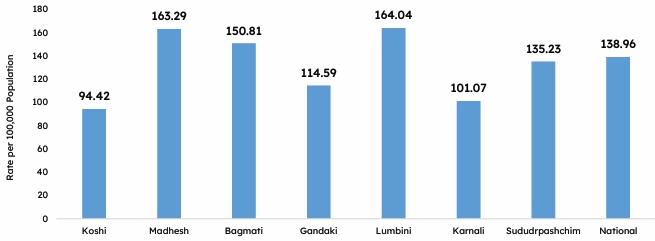 Rate per 100,000 Population
180
160
140
120
100
80
60
40
20
0
94.42
163.29
150.81
114.59
164.04
101.07
135.23
138.96
Koshi
Madhesh
Bagmati
Gandaki
Lumbini
Karnali
Sududrpashchim
National